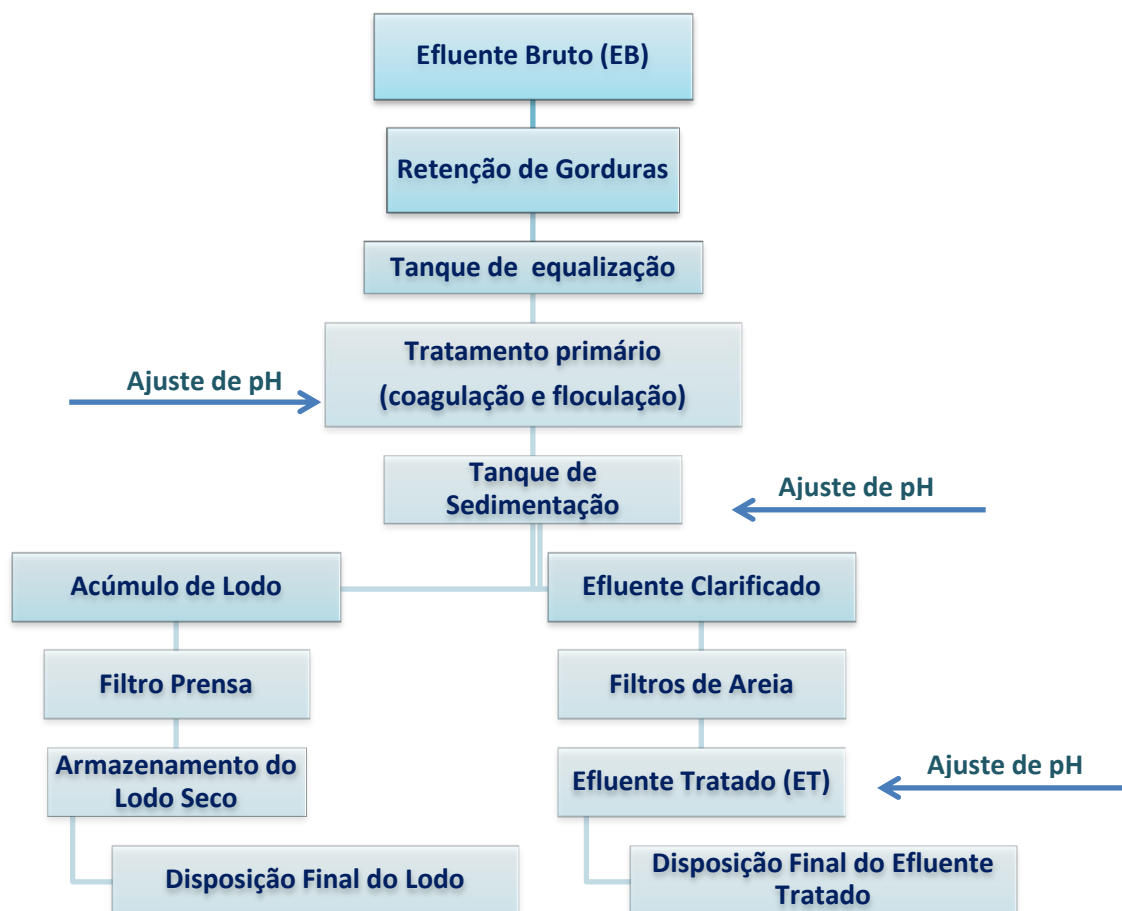 Efluente Bruto (EB)
Retenção de Gorduras
Tanque de equalização
Tratamento primário
(coagulação e floculação)
Ajuste de pH
Tanque de
Sedimentação
Ajuste de pH
Acúmulo de Lodo
Efluente Clarificado
Filtro Prensa
Filtros de Areia
Armazenamento do
Lodo Seco
Efluente Tratado (ET)
Ajuste de pH
Disposição Final do Lodo
Disposição Final do Efluente
Tratado